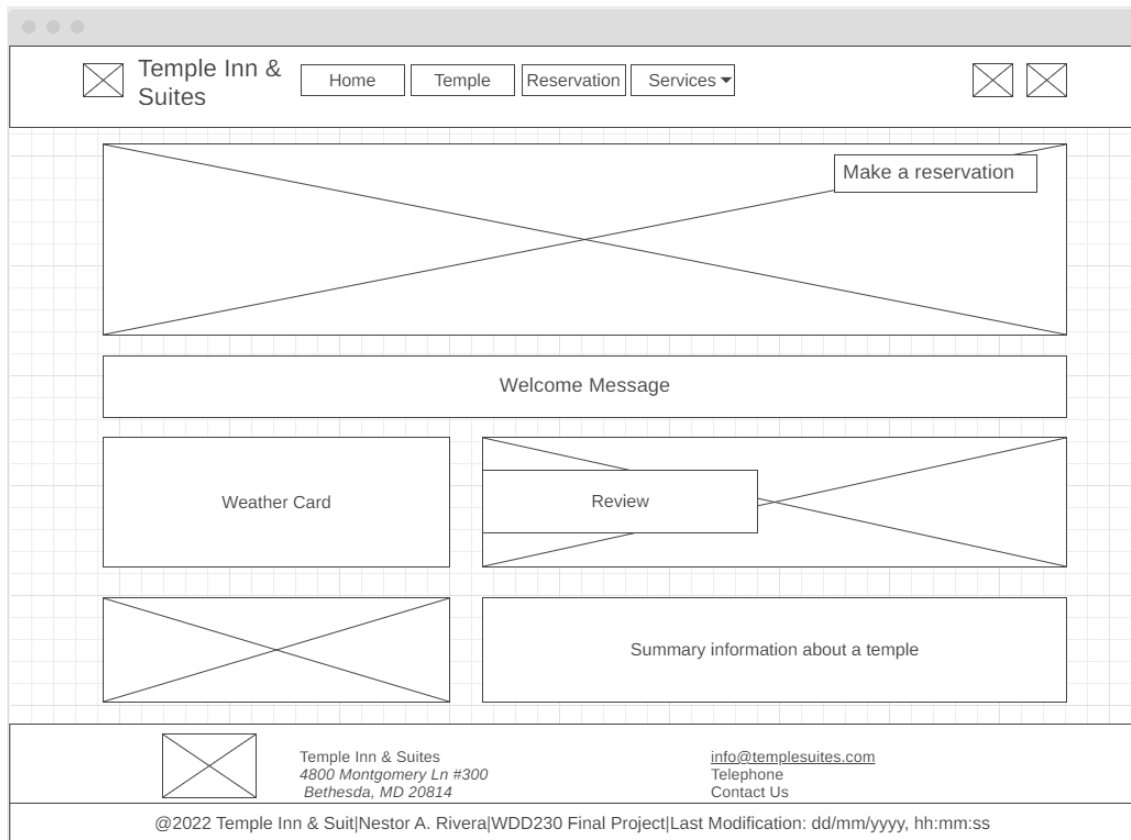 Temple Inn &
Suites
Home
Temple
Reservation
Services
Make a reservation
Welcome Message
Weather Card
Review
Summary information about a temple
Temple Inn & Suites
4800 Montgomery Ln #300
Bethesda, MD 20814
info@templesuites.com
Telephone
Contact Us
@2022 Temple Inn & Suit|Nestor A. Rivera|WDD230 Final Project|Last Modification: dd/mm/yyyy, hh:mm:ss